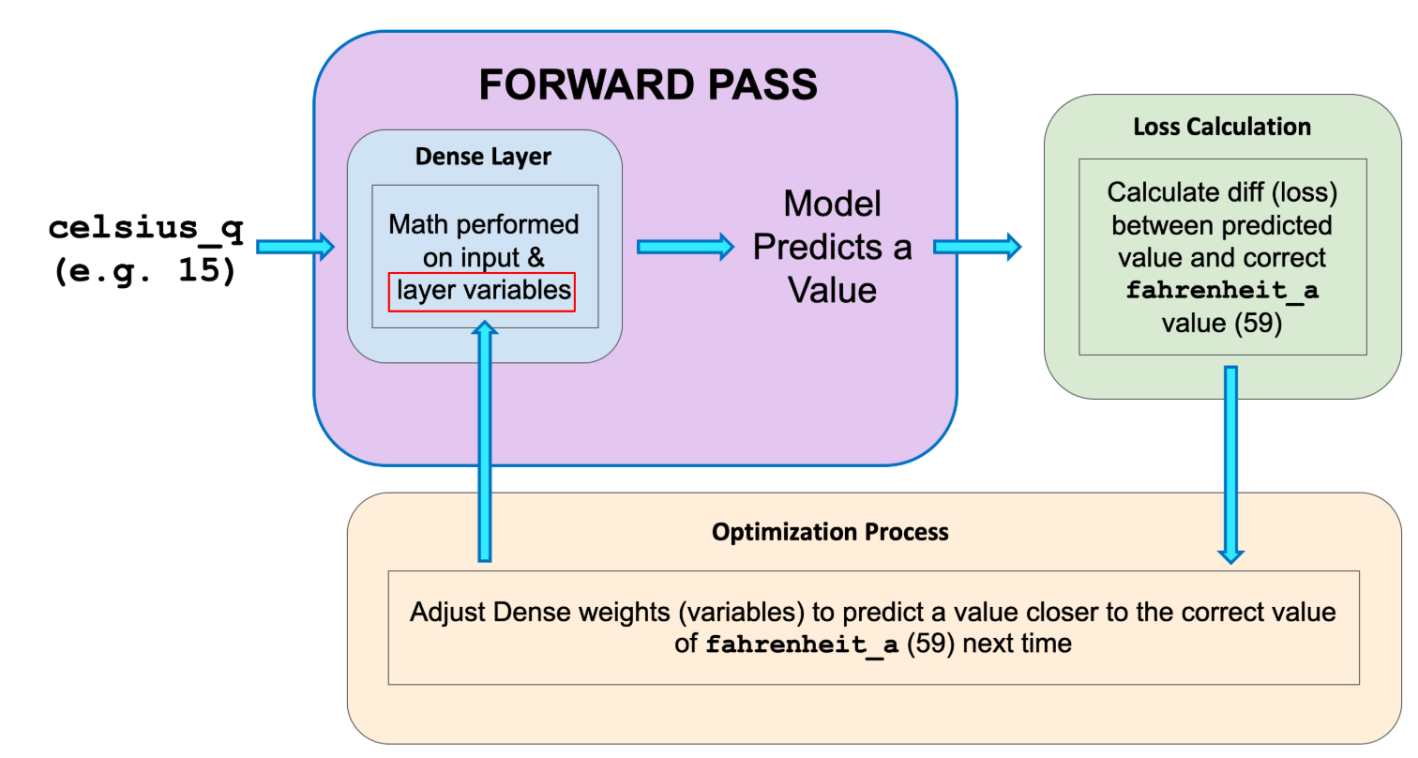 FORWARD PASS
Dense Layer
Math performed
on input &
layer variables
celsius_q
(e.g. 15)
Model
Predicts a
Value
Loss Calculation
Calculate diff (loss)
between predicted
value and correct
fahrenheit_a
value (59)
Optimization Process
Adjust Dense weights (variables) to predict a value closer to the correct value
of fahrenheit_a (59) next time